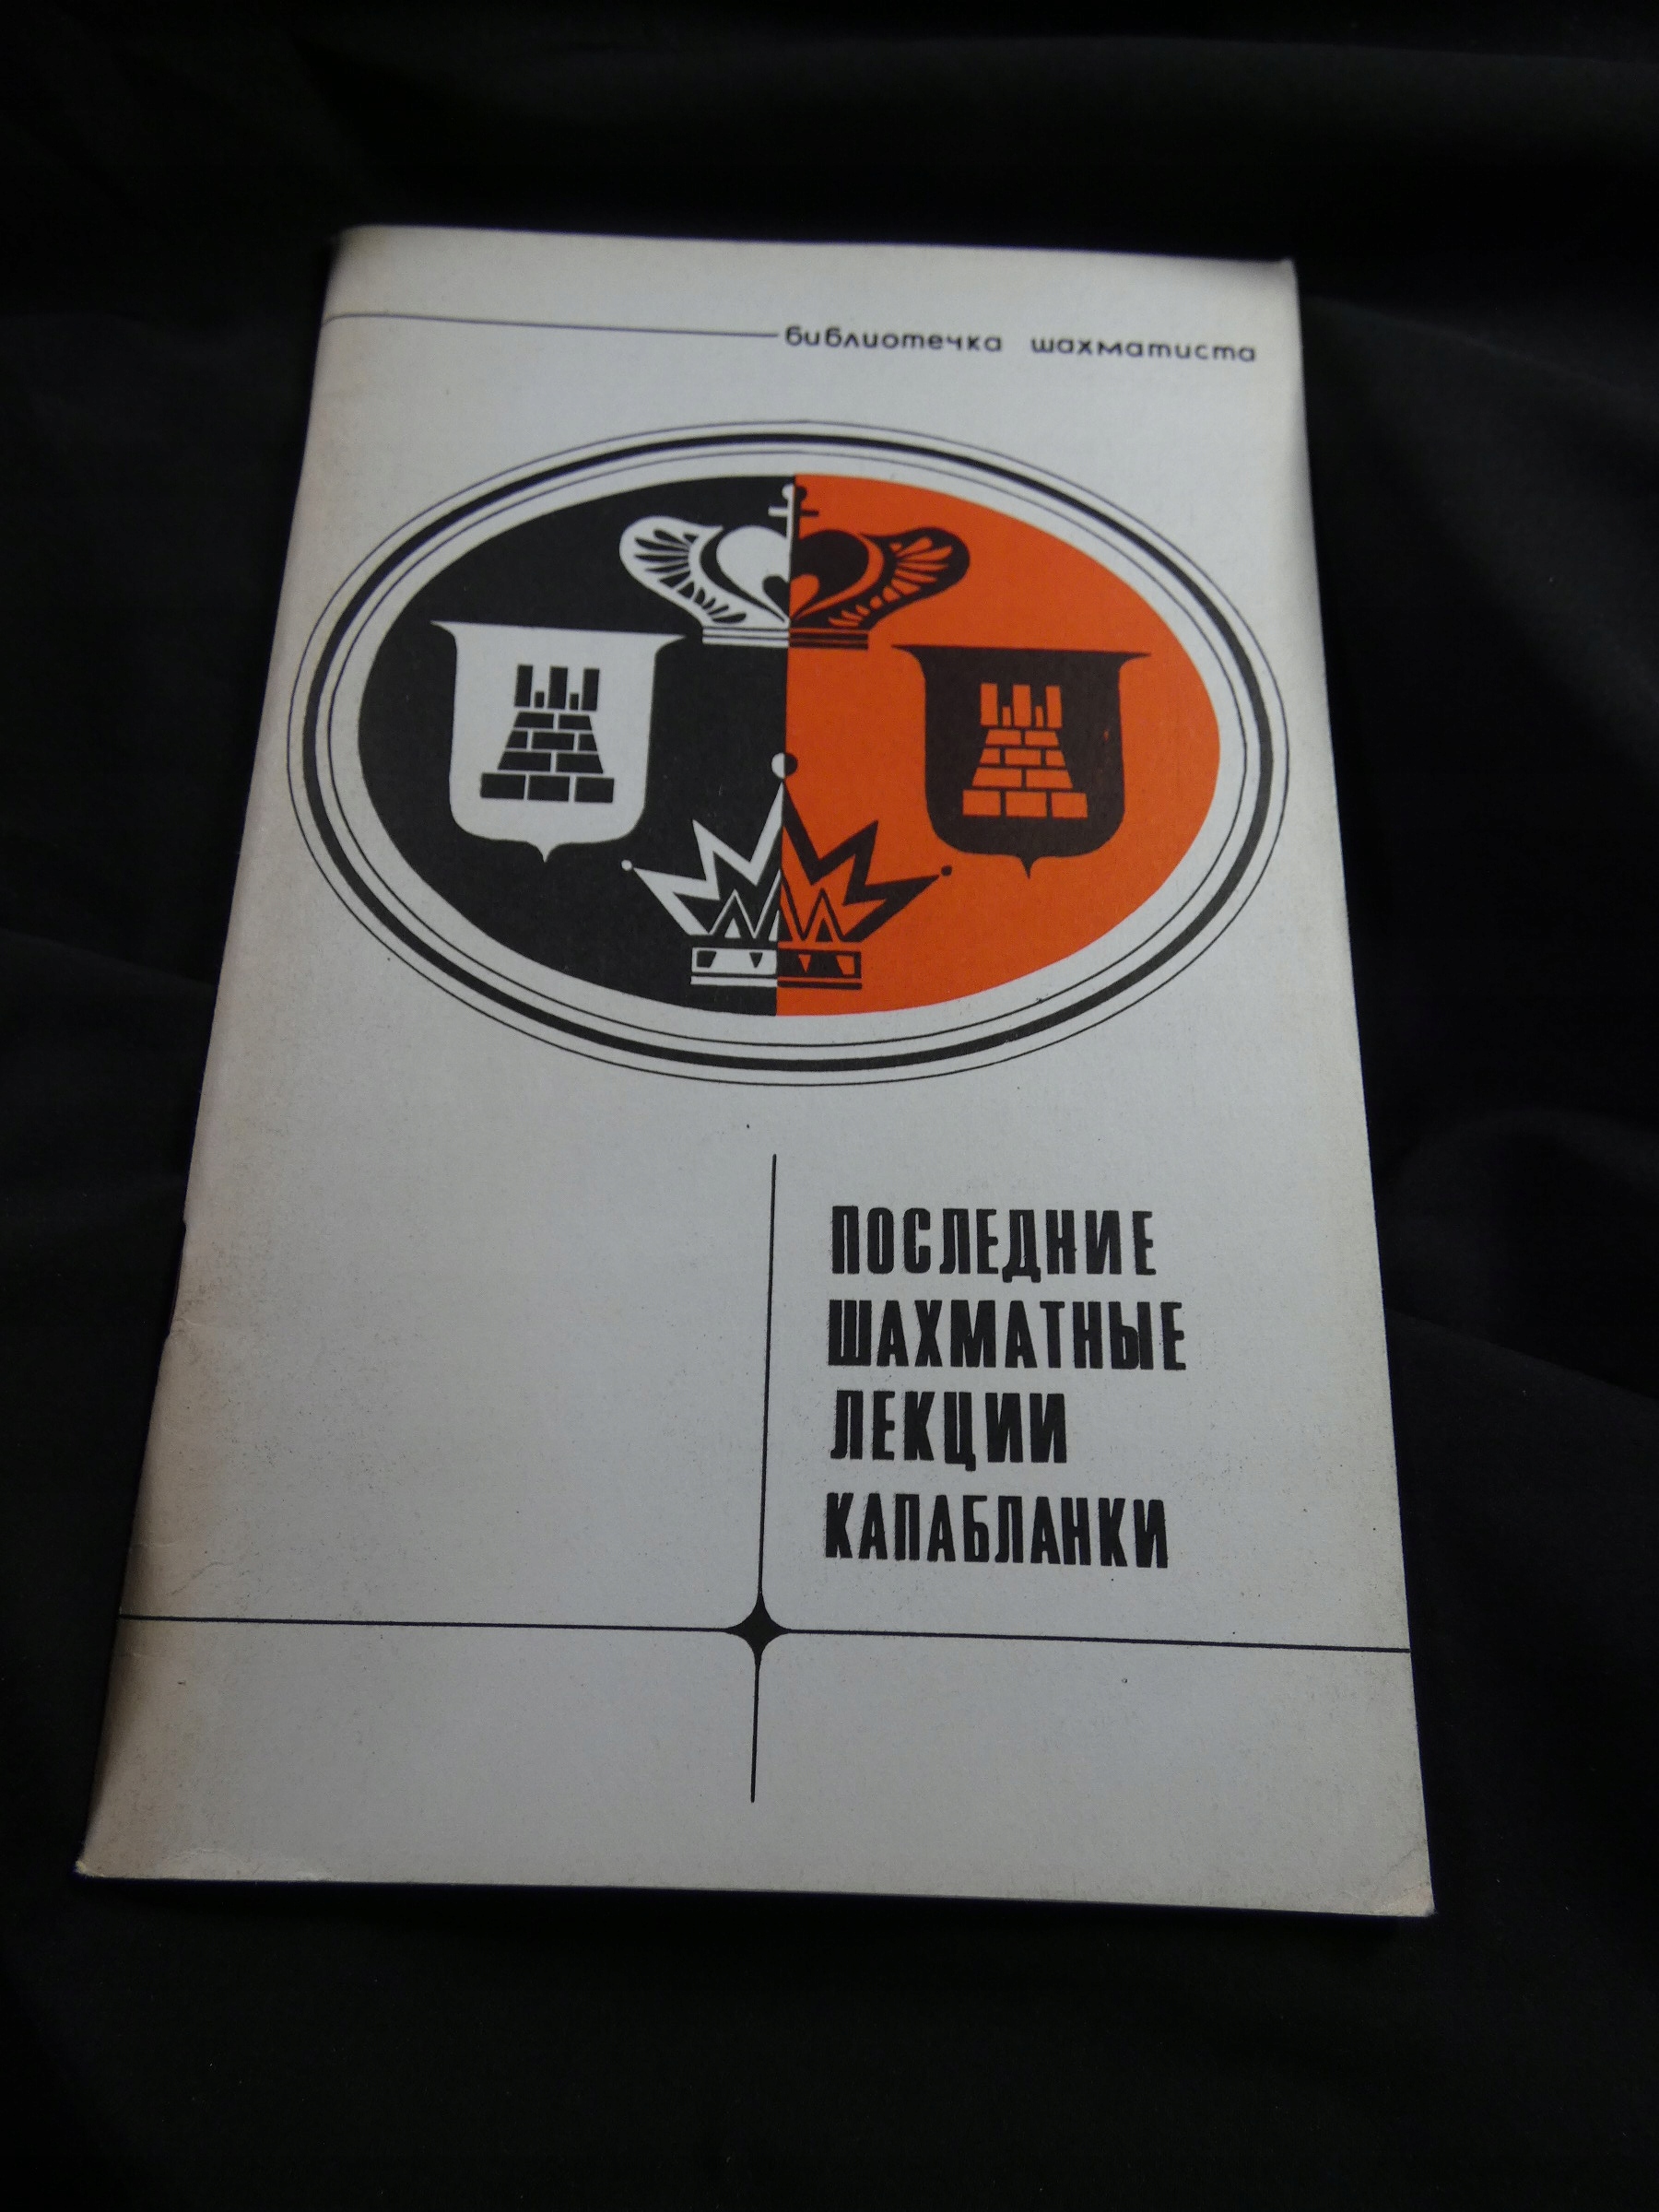 библиотечка шахматиста
ПОСЛЕДНИЕ
ШАХМАТНЫЕ
ЛЕКЦИИ
КАПАБЛАНКИ